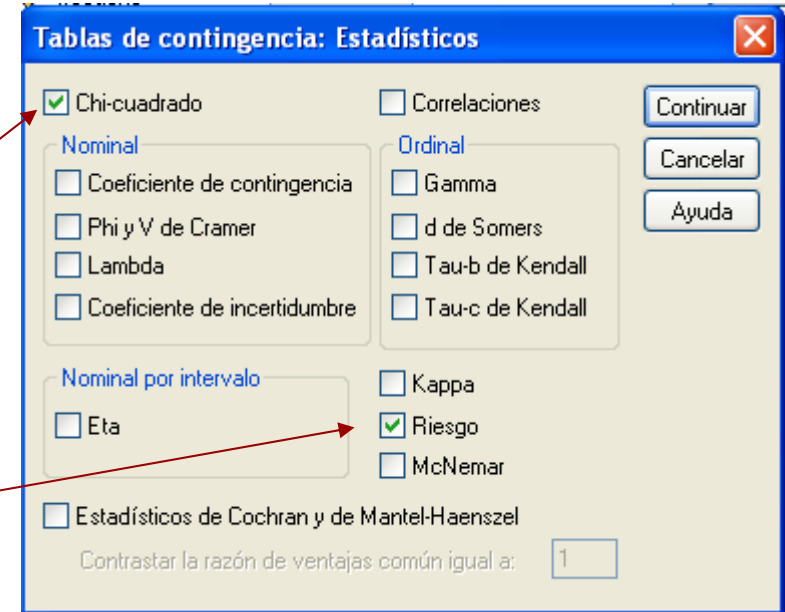 Tablas de contingencia: Estadísticos
Chi-cuadrado
Correlaciones
Continuar
Nominal
Ordinal
Cancelar
Coeficiente de contingencia
Gamma
Ayuda
Phi y V de Cramer
d de Somers
Lambda
Tau-b de Kendall
Coeficiente de incertidumbre
Tau-c de Kendall
Nominal por intervalo
Kappa
Eta
Riesgo
McNemar
Estadísticos de Cochran y de Mantel-Haenszel
Contrastar la razón de ventajas común igual a: 1